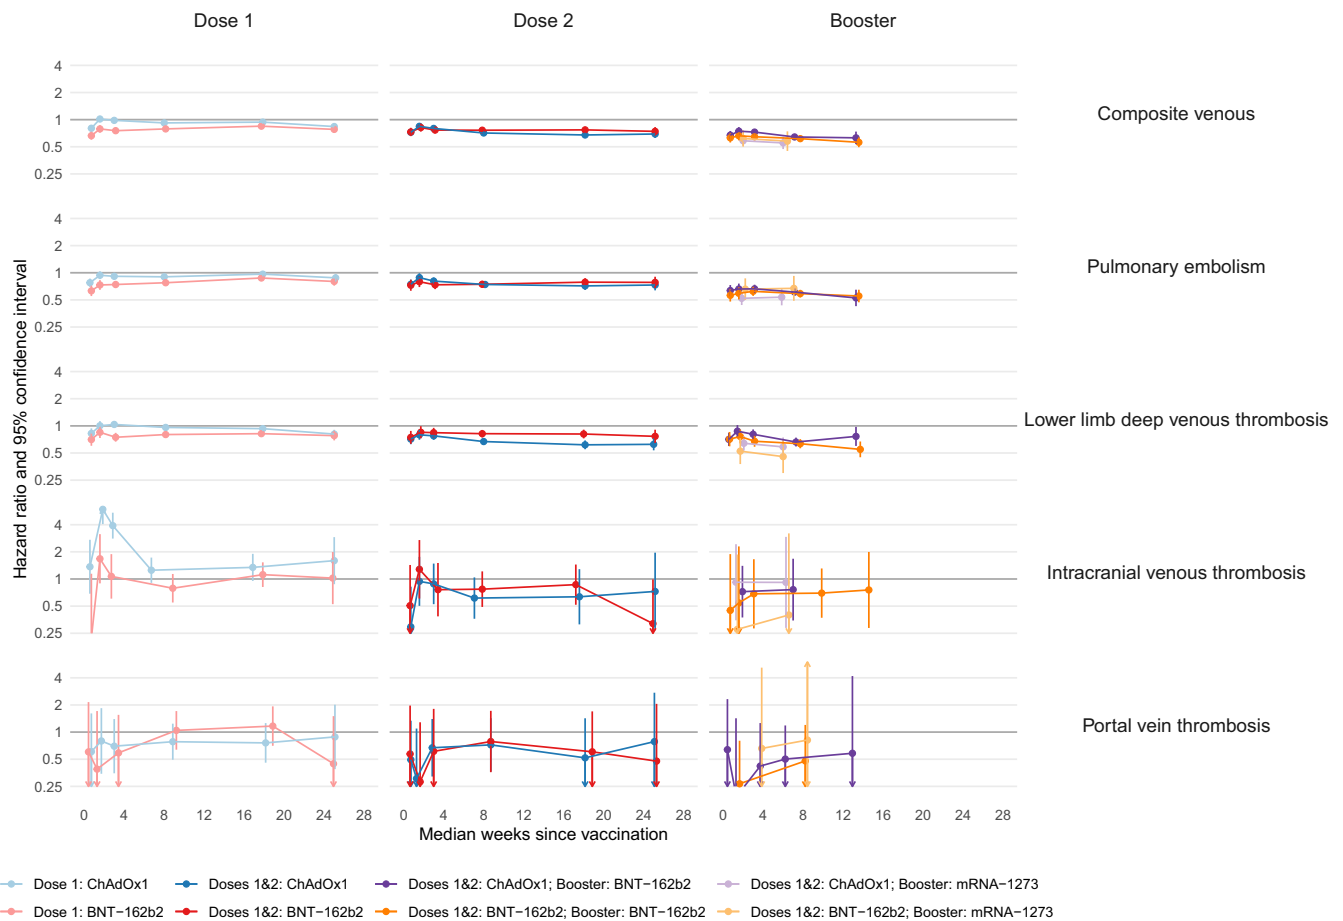 Dose 1
Dose 2
Booster
4
2
1
0.5
0.25
Composite venous
4
2
1
0.5
0.25
Pulmonary embolism
Hazard ratio and 95% confidence interval
4
2
1
0.5
0.25
Lower limb deep venous thrombosis
4
2
1
0.5
0.25
Intracranial venous thrombosis
4
2
1
0.5
0.25
Portal vein thrombosis
0 4 8 12 16 20 24 28
0 4 8 12 16 20 24 28
0 4 8 12 16 20 24 28
Median weeks since vaccination
Dose 1: ChAdOx1
Doses 1&2: ChAdOx1
Doses 1&2: ChAdOx1; Booster: BNT−162b2
Doses 1&2: ChAdOx1; Booster: mRNA−1273
Dose 1: BNT−162b2
Doses 1&2: BNT−162b2
Doses 1&2: BNT−162b2; Booster: BNT−162b2
Doses 1&2: BNT−162b2; Booster: mRNA−1273